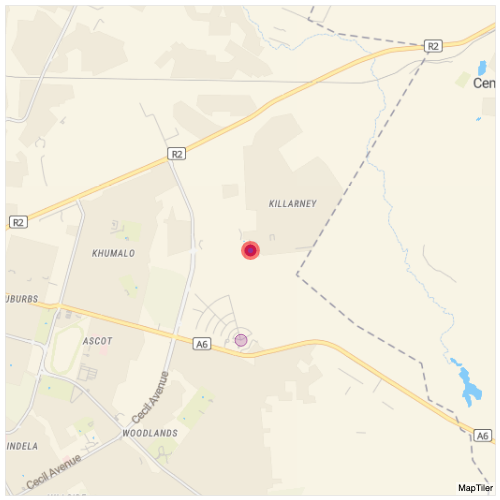 R2
Cen
R2
KILLARNEY
R2
KHUMALO
UBURBS
ASCOT
A6
Cecil Avenue
WOODLANDS
A6
INDELA
Cecil Avenue
MapTiler